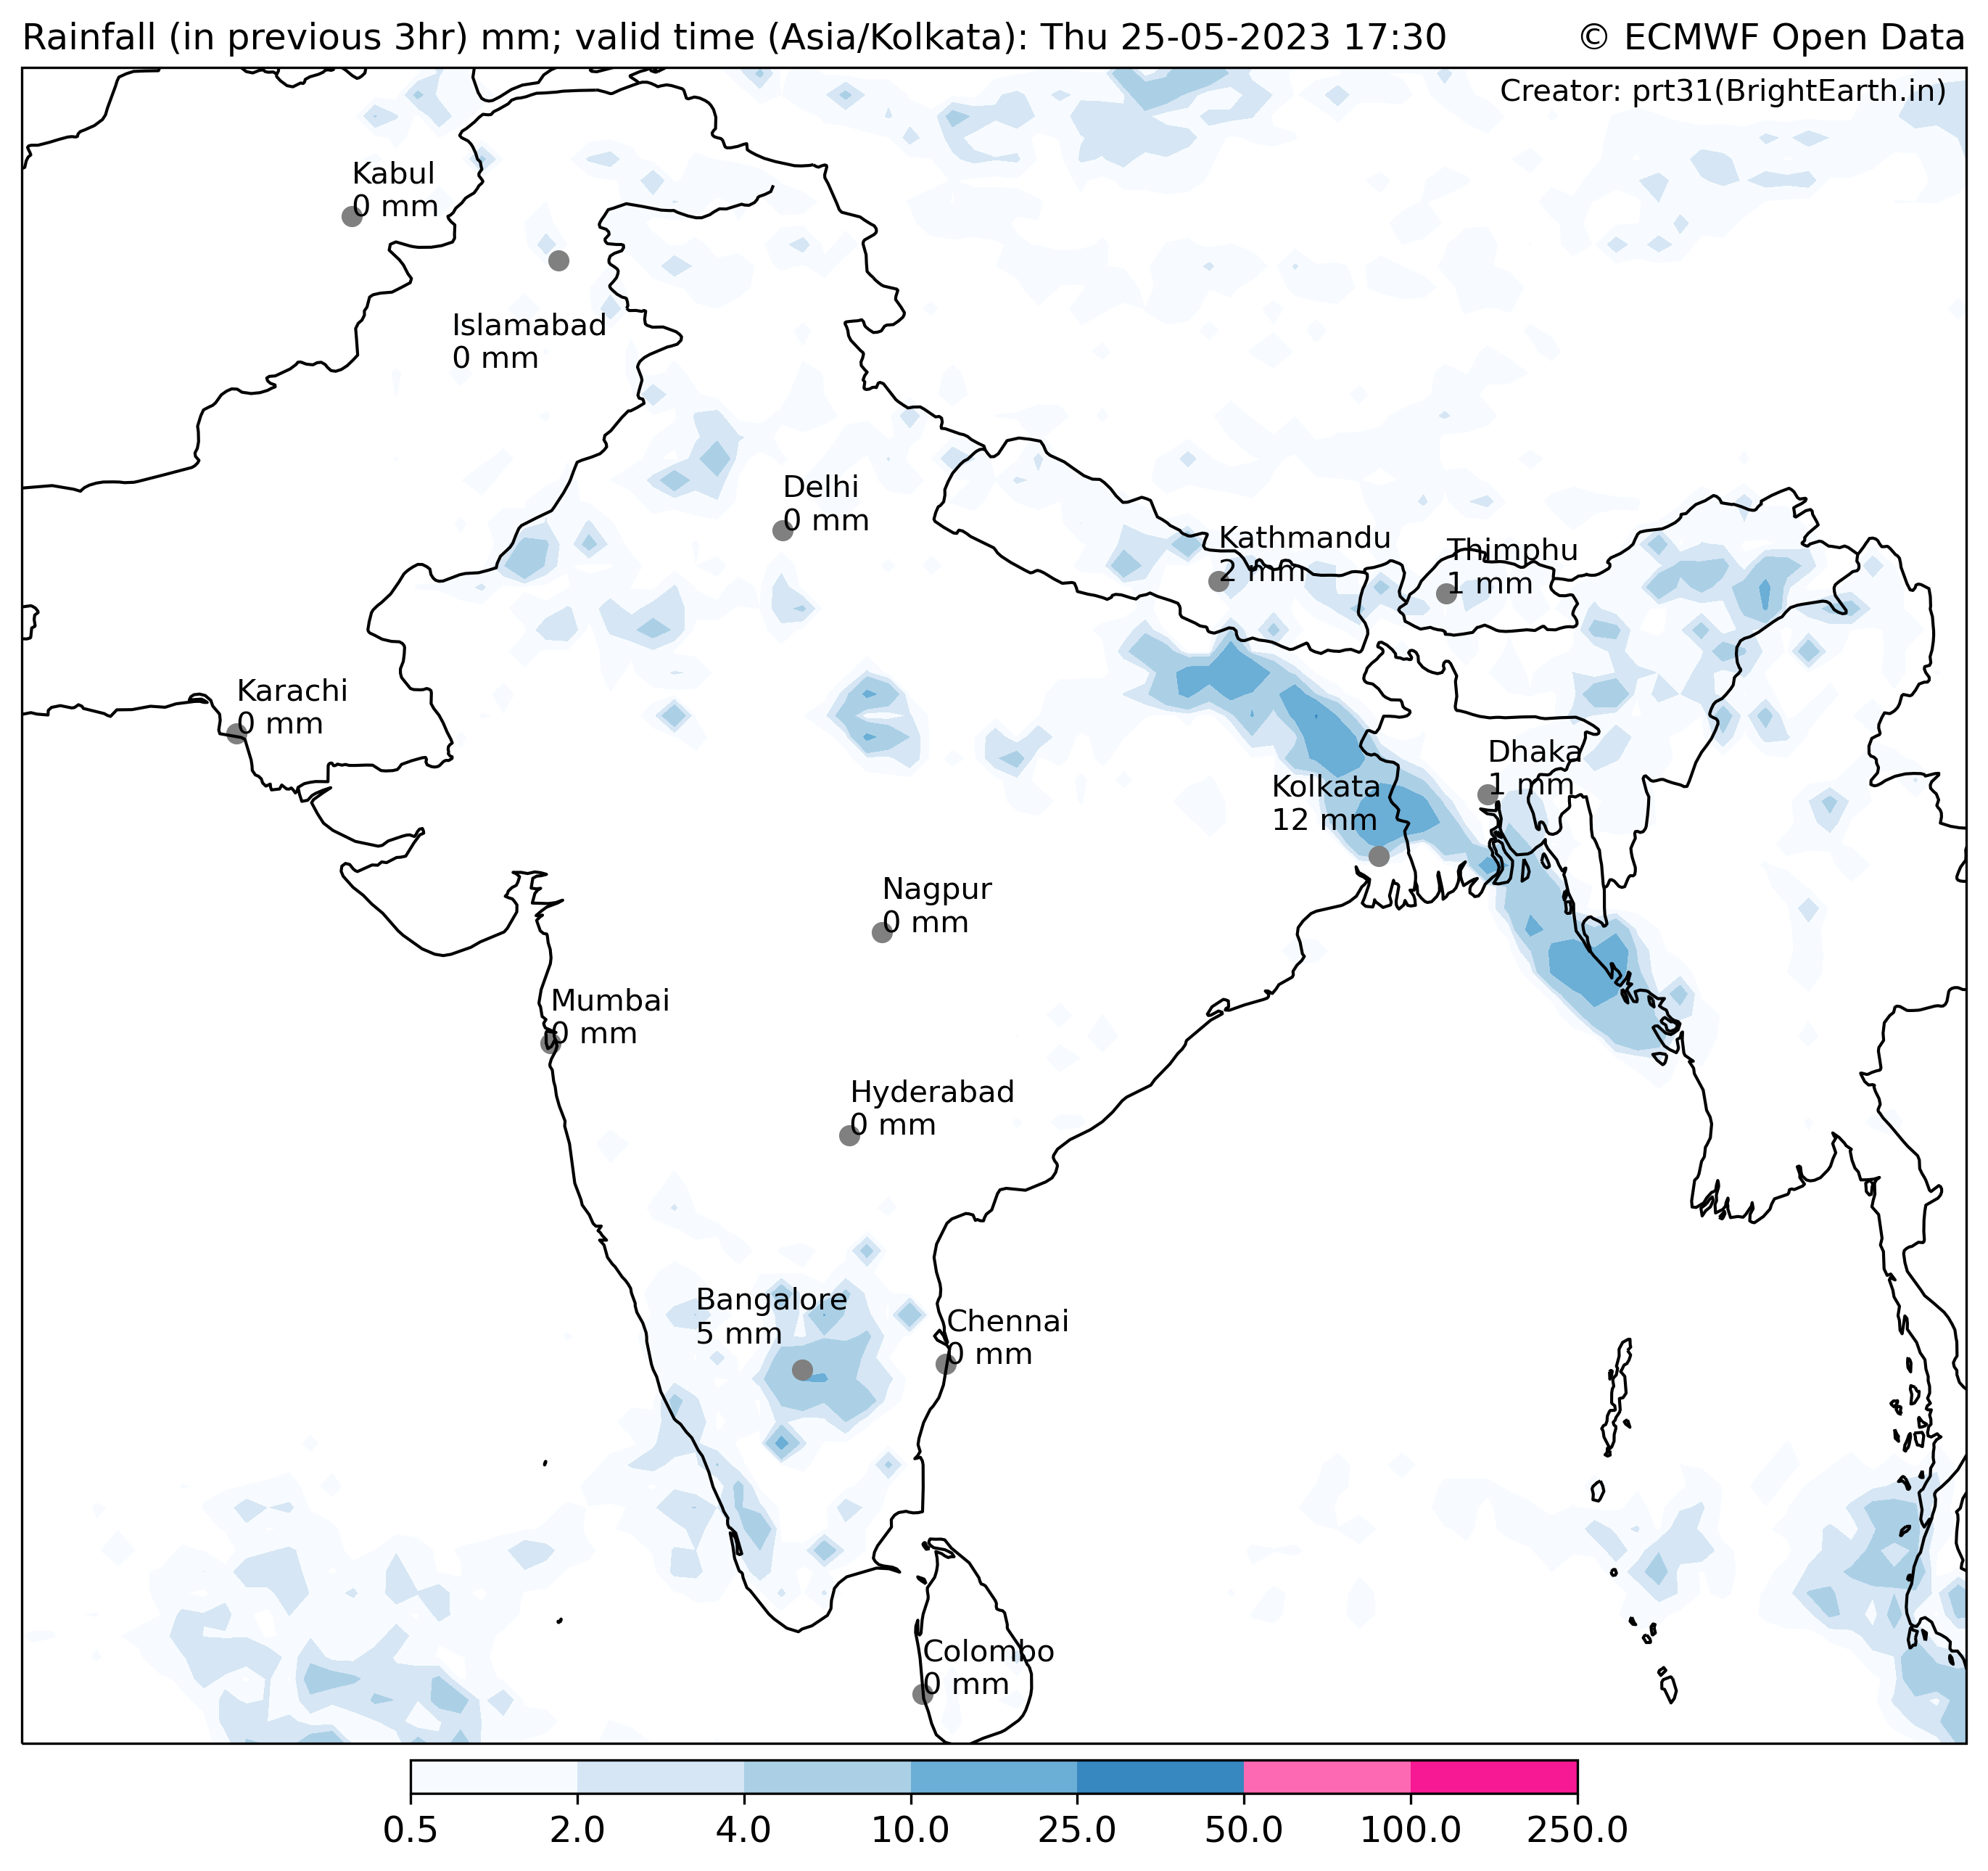 Rainfall (in previous 3hr) mm; valid time (Asia/Kolkata): Thu 25-05-2023 17:30
© ECMWF Open Data
Creator: prt31(BrightEarth.in)
Kabul
0 mm
Islamabad
0 mm
Delhi
0 mm
Kathmandu
2 mm
Thimphu
1 mm
Karachi
0 mm
Dhaka
1 mm
Kolkata
12 mm
Nagpur
0 mm
Mumbai
0 mm
Hyderabad
0 mm
Bangalore
5 mm
Chennai
0 mm
Colombo
0 mm
0.5 2.0 4.0 10.0 25.0 50.0 100.0 250.0